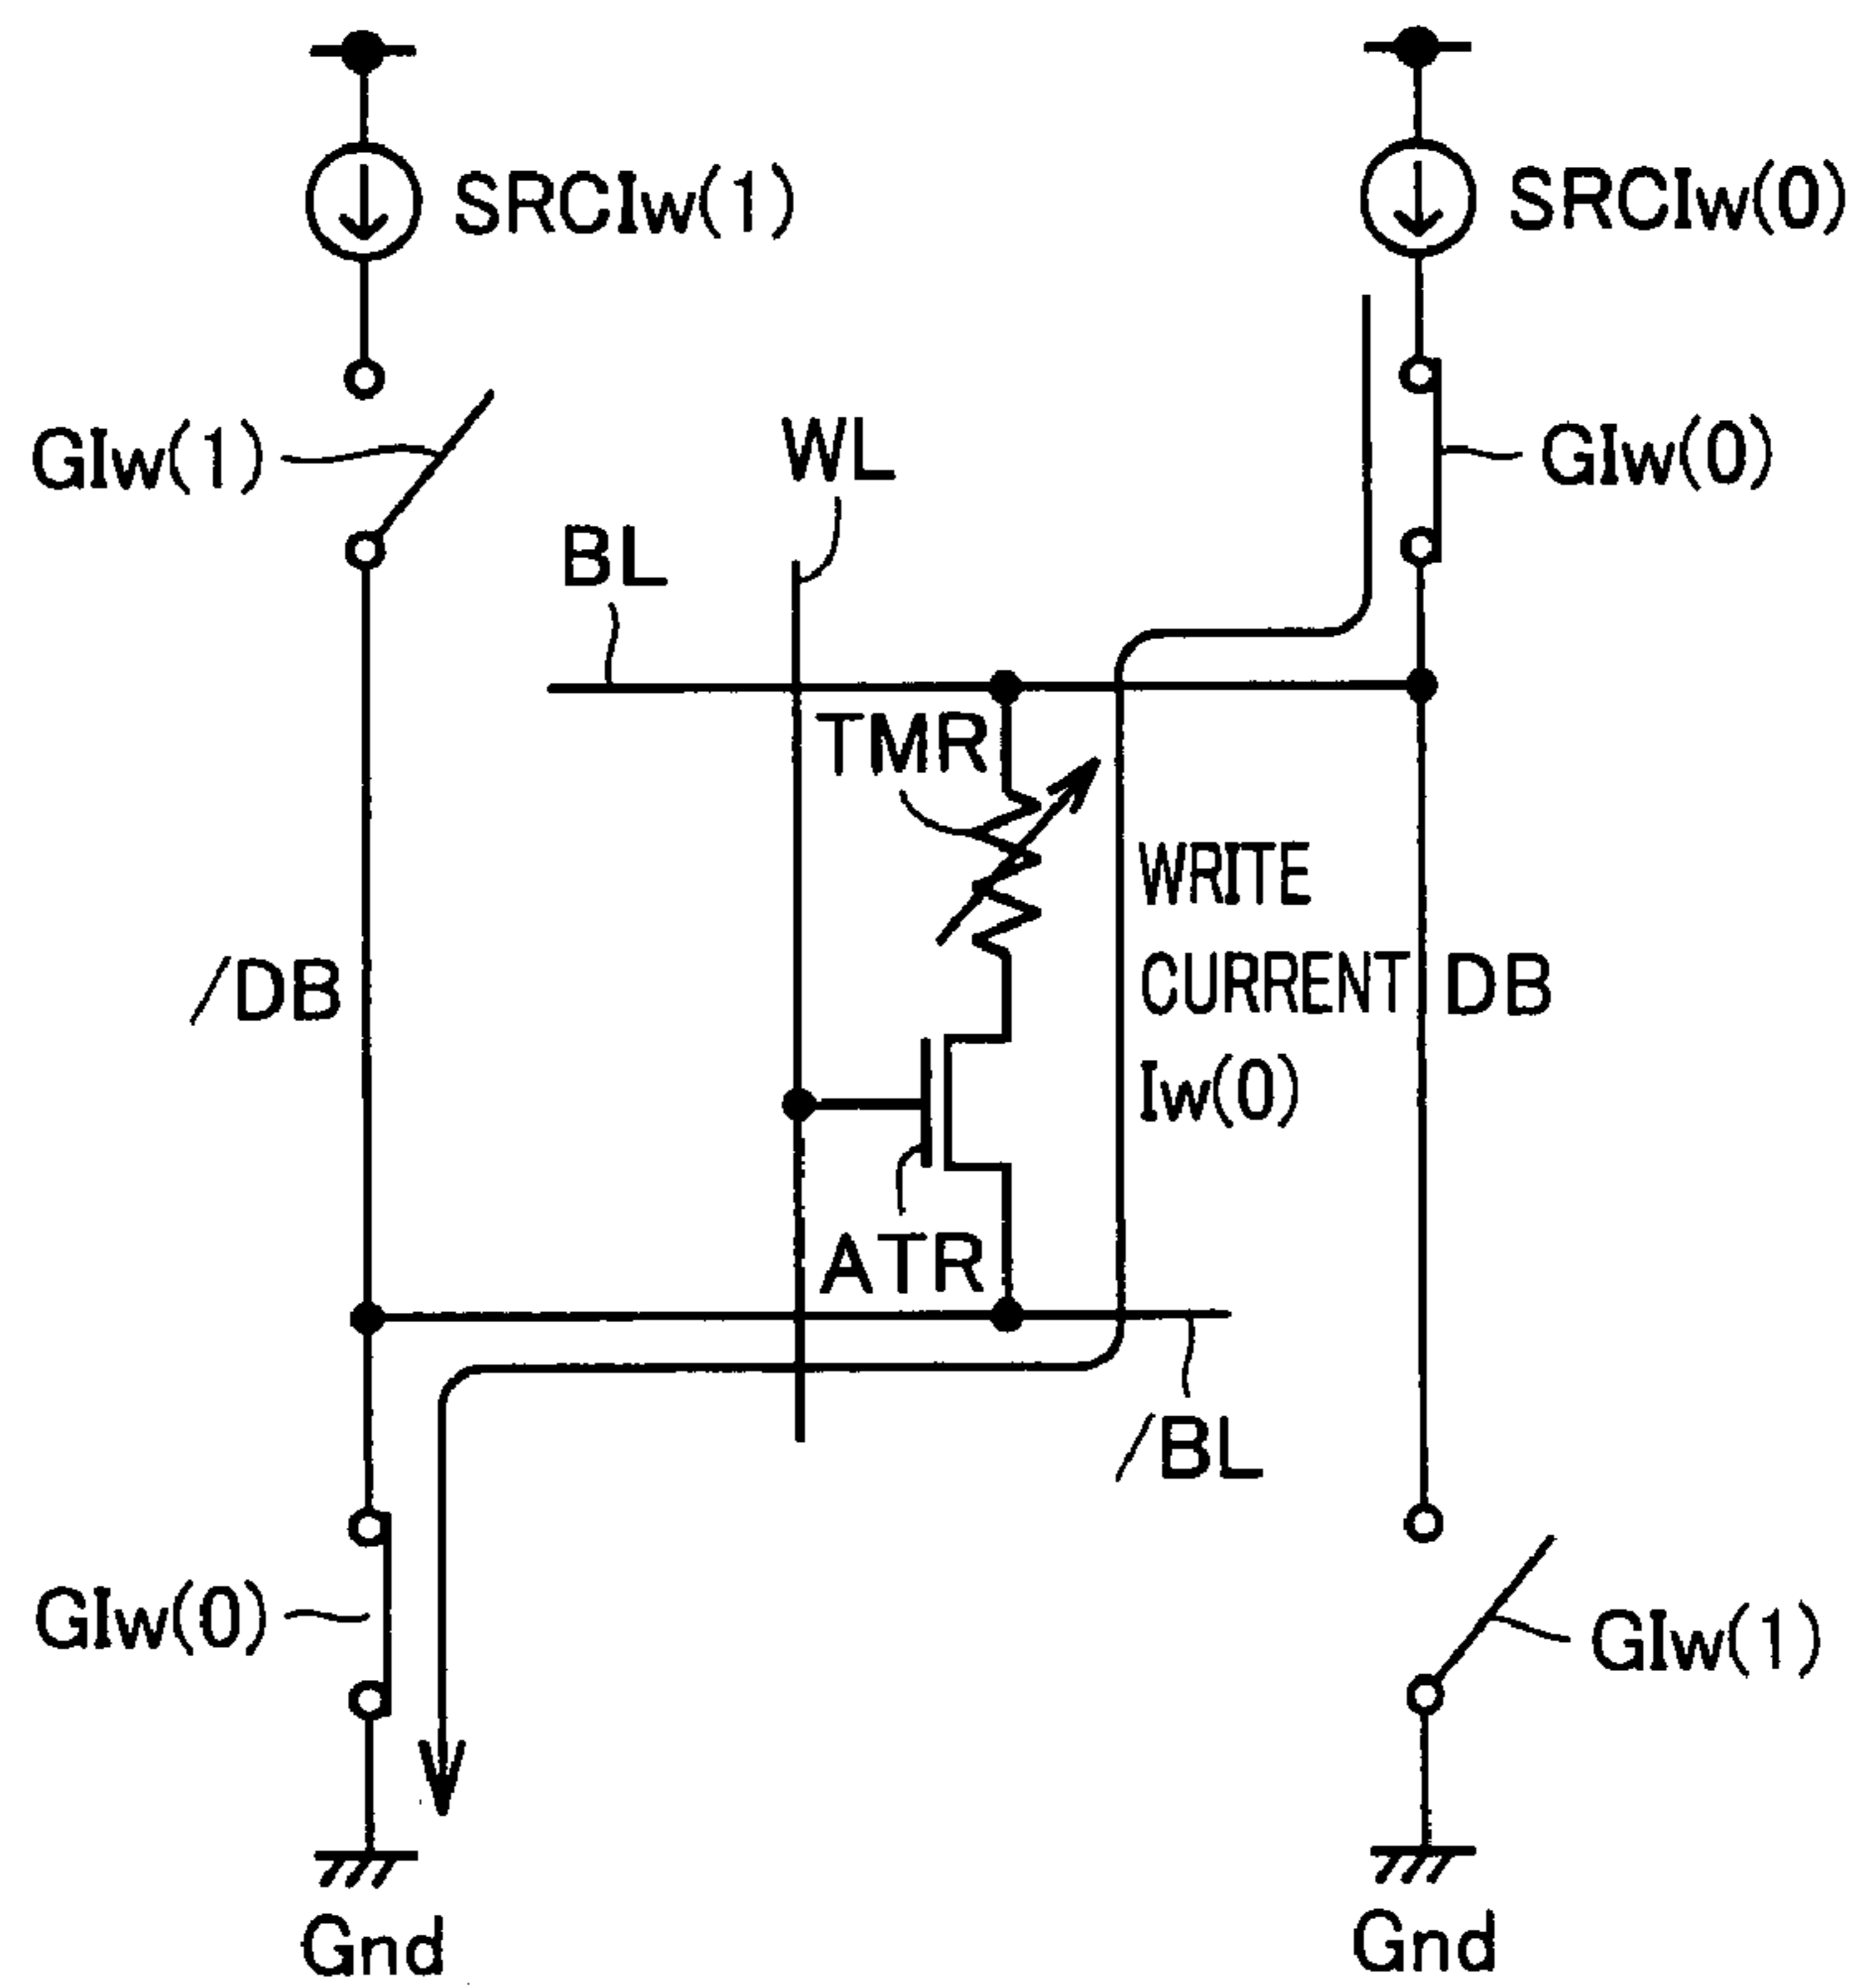 SRCIw(1)
SRCIw(0)
GIw(1)
WL
GIw(0)
BL
TMR
WRITE
CURRENT
Iw(0)
/DB
DB
ATR
/BL
GIw(0)
GIw(1)
Gnd
Gnd